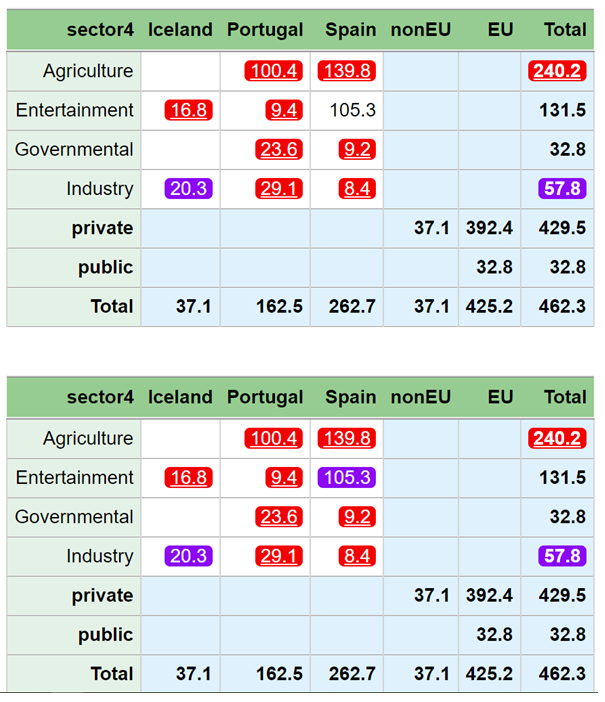 sector4 Iceland Portugal Spain nonEU EU Total
Agriculture 100.4 139.8 240.2
Entertainment 16.8 9.4 105.3 131.5
Governmental 23.6 9.2 32.8
Industry 20.3 29.1 8.4 57.8
private 37.1 392.4 429.5
public 32.8 32.8
Total 37.1 162.5 262.7 37.1 425.2 462.3
sector4 Iceland Portugal Spain nonEU EU Total
Agriculture 100.4 139.8 240.2
Entertainment 16.8 9.4 105.3 131.5
Governmental 23.6 9.2 32.8
Industry 20.3 29.1 8.4 57.8
private 37.1 392.4 429.5
public 32.8 32.8
Total 37.1 162.5 262.7 37.1 425.2 462.3